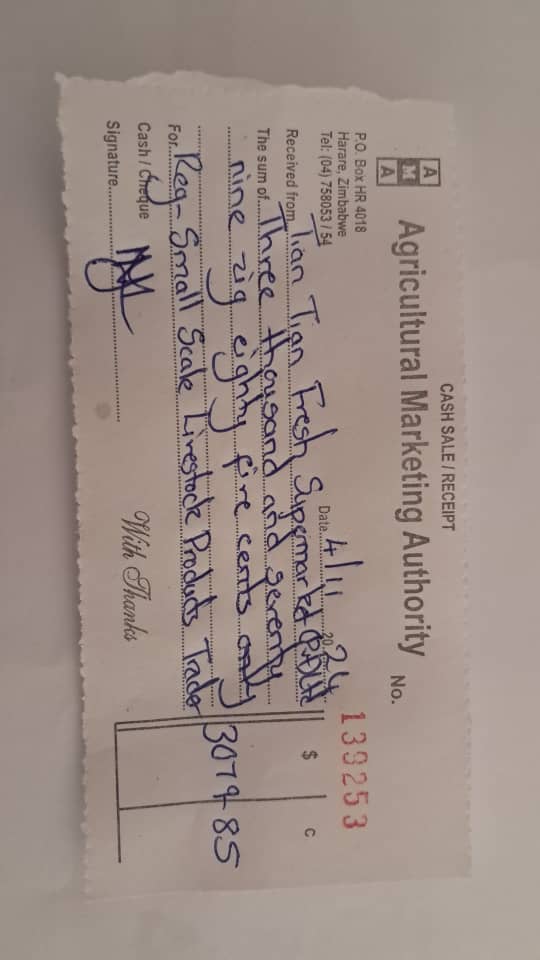 CASH SALE / RECEIPT
A
M
A
Agricultural Marketing Authority No.
P.O. Box HR 4018
Harare, Zimbabwe
Tel: (04) 758053 / 54
139253
Date 4/11 2024
Received from Tian Tian Fresh Supermarket (Pvt) Ltd
$ c
The sum of Three thousand and seventy
nine zig eighty five cents only
For Reg- Small Scale Livestock Products Trader 3079-85
Cash / Cheque
With Thanks
Signature